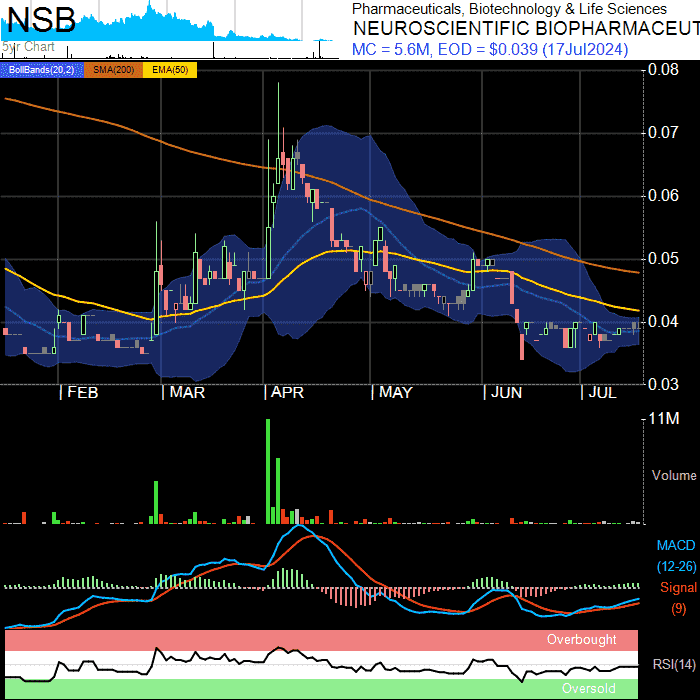 NSB
5yr Chart
Pharmaceuticals, Biotechnology & Life Sciences
NEUROSCIENTIFIC BIOPHARMACEUT
MC = 5.6M, EOD = $0.039 (17Jul2024)
BollBands(20,2) SMA(200) EMA(50)
0.08
0.07
0.06
0.05
0.04
0.03
FEB MAR APR MAY JUN JUL
11M
Volume
MACD
(12-26)
Signal
(9)
Overbought
RSI(14)
Oversold